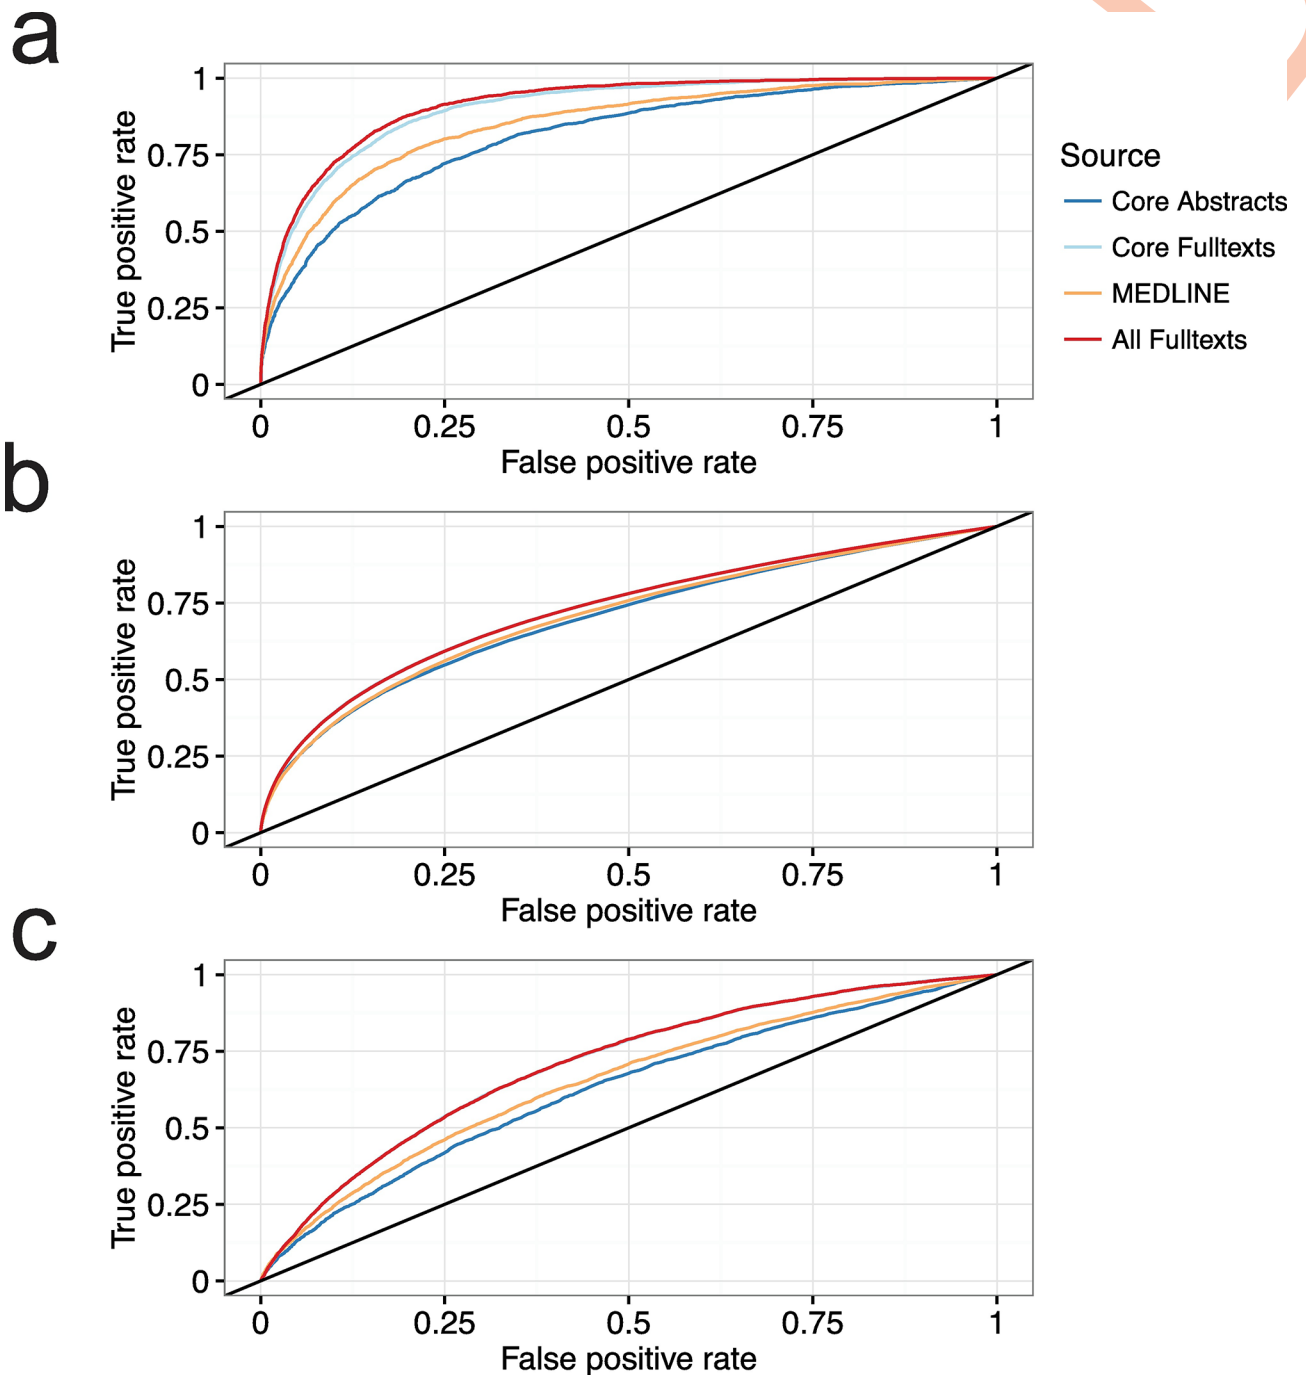 a
1
0.75
0.5
0.25
0
True positive rate
0 0.25 0.5 0.75 1
False positive rate
Source
Core Abstracts
Core Fulltexts
MEDLINE
All Fulltexts
b
1
0.75
0.5
0.25
0
True positive rate
0 0.25 0.5 0.75 1
False positive rate
c
1
0.75
0.5
0.25
0
True positive rate
0 0.25 0.5 0.75 1
False positive rate